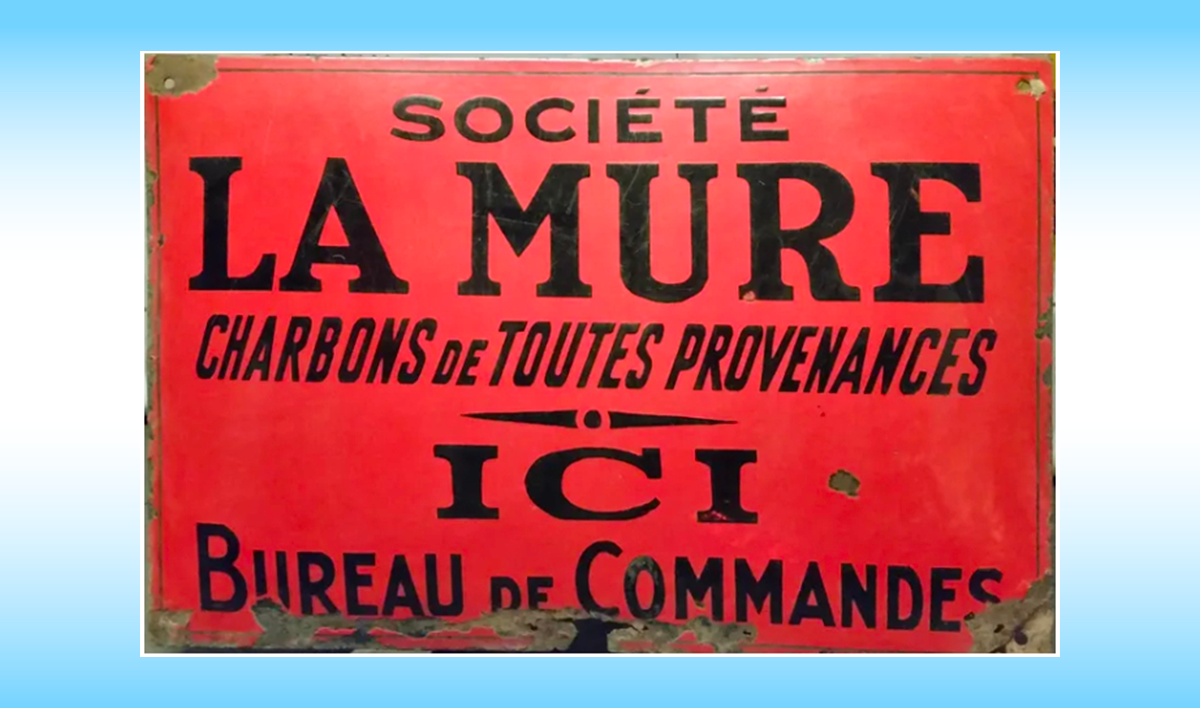 SOCIÉTÉ
LA MURE
CHARBONS DE TOUTES PROVENANCES
ICI
BUREAU DE COMMANDES